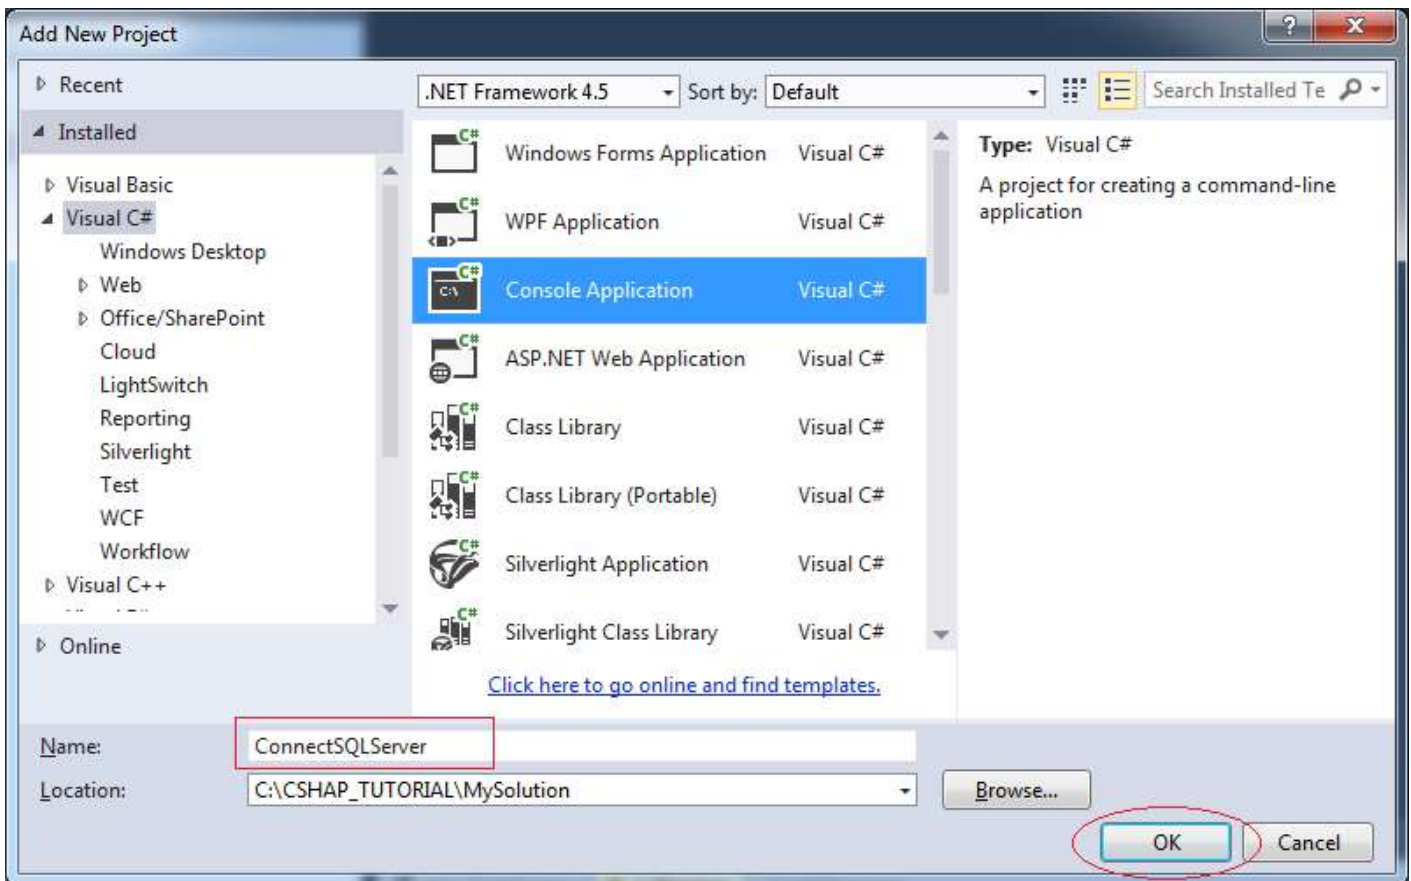 Add New Project
?
X
Recent
Installed
Visual Basic
Visual C#
Windows Desktop
Web
Office/SharePoint
Cloud
LightSwitch
Reporting
Silverlight
Test
WCF
Workflow
Visual C++
Online
.NET Framework 4.5
Sort by: Default
Search Installed Te
C# Windows Forms Application Visual C#
C# WPF Application Visual C#
C:\ C# Console Application Visual C#
C# ASP.NET Web Application Visual C#
C# Class Library Visual C#
C# Class Library (Portable) Visual C#
C# Silverlight Application Visual C#
C# Silverlight Class Library Visual C#
Click here to go online and find templates.
Type: Visual C#
A project for creating a command-line
application
Name: ConnectSQLServer
Location: C:\CSHAP_TUTORIAL\MySolution
Browse...
OK
Cancel